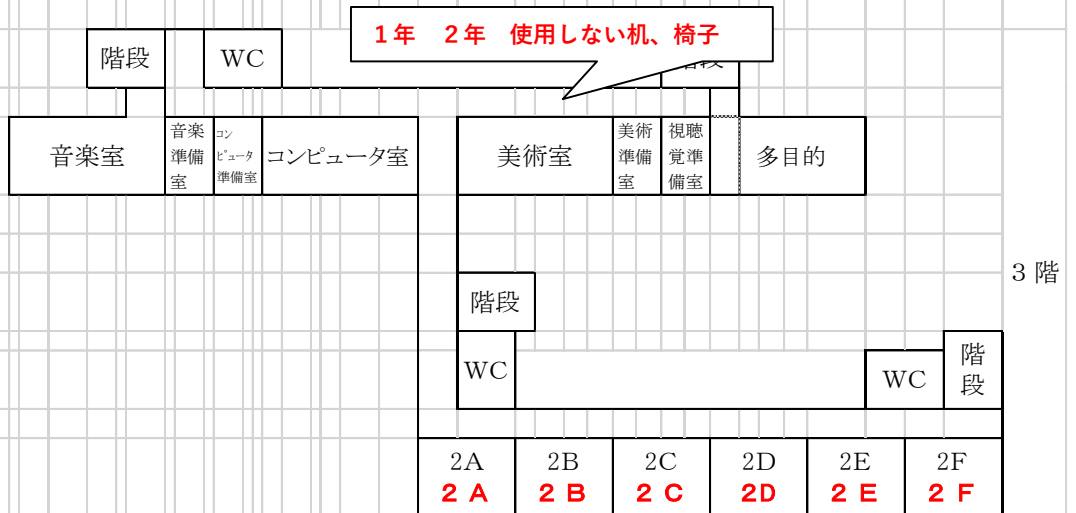 1年　2年　使用しない机、椅子
階段
WC
階段
音楽室
音楽
準備
室
コン
ピュータ
準備室
コンピュータ室
美術室
美術
準備
室
視聴
覚準
備室
多目的
3階
階段
WC
WC
階
段
2A
2B
2C
2D
2E
2F
２Ａ
２Ｂ
２Ｃ
2D
２Ｅ
２Ｆ